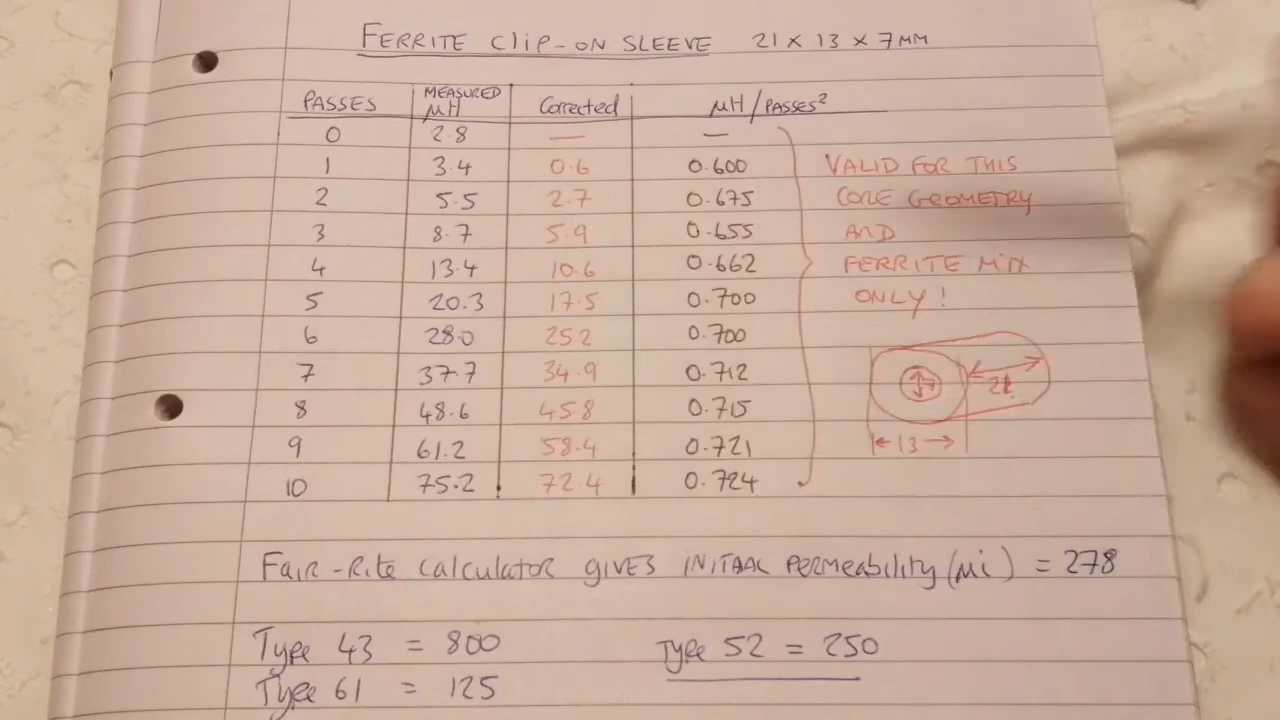 FERRITE CLIP-ON SLEEVE 21 x 13 x 7 MM
PASSES MEASURED µH Corrected µH/PASSES²
0 2.8 — —
1 3.4 0.6 0.600
2 5.5 2.7 0.675
3 8.7 5.9 0.655
4 13.4 10.6 0.662
5 20.3 17.5 0.700
6 28.0 25.2 0.700
7 37.7 34.9 0.712
8 48.6 45.8 0.715
9 61.2 58.4 0.721
10 75.2 72.4 0.724
VALID FOR THIS
CORE GEOMETRY
AND
FERRITE MIX
ONLY!
7
21
13
FAIR-RITE CALCULATOR GIVES INITAAL PERMEABILITY (µi) = 278
Type 43 = 800
Type 52 = 250
Type 61 = 125